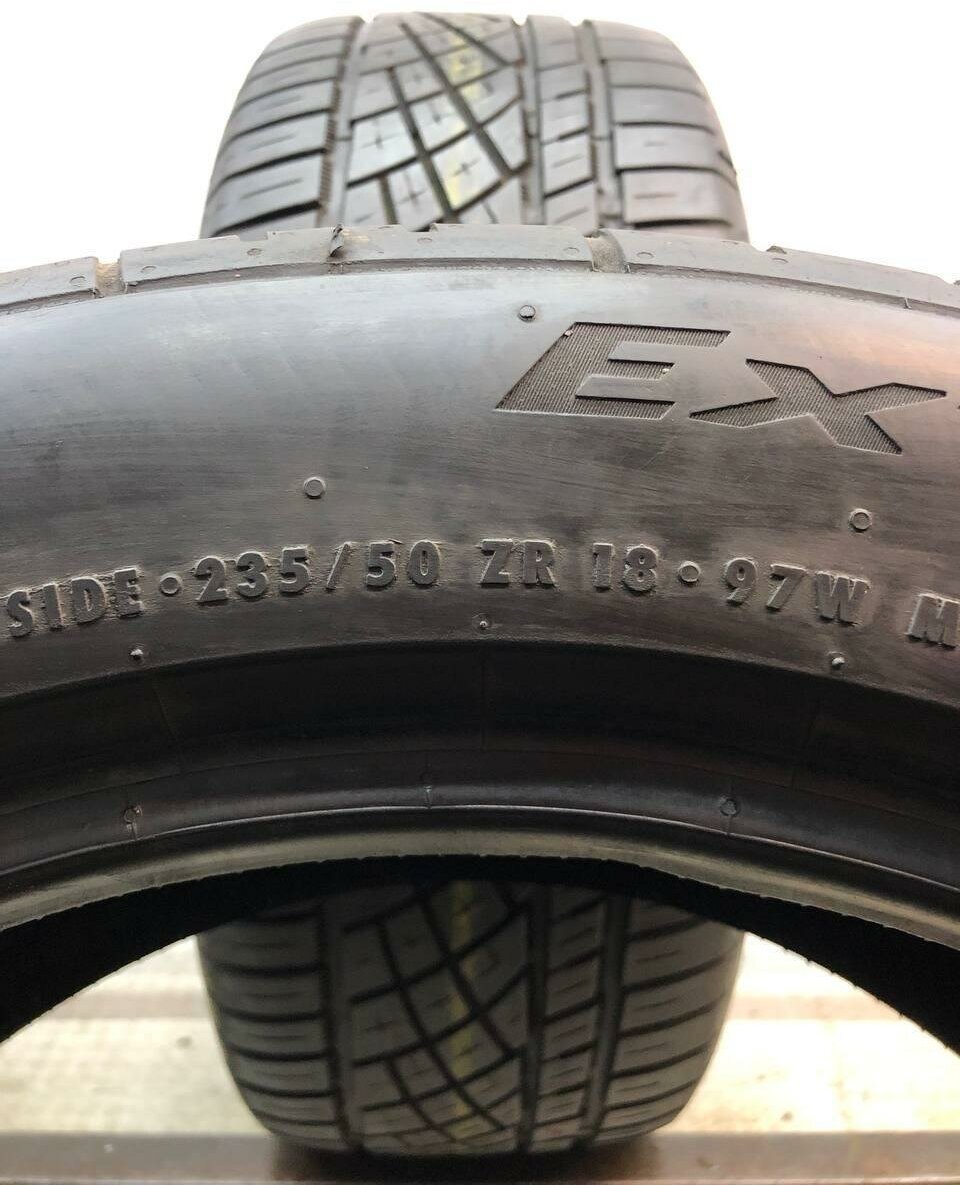 Ex
SIDE • 235/50 ZR 18 • 97W M